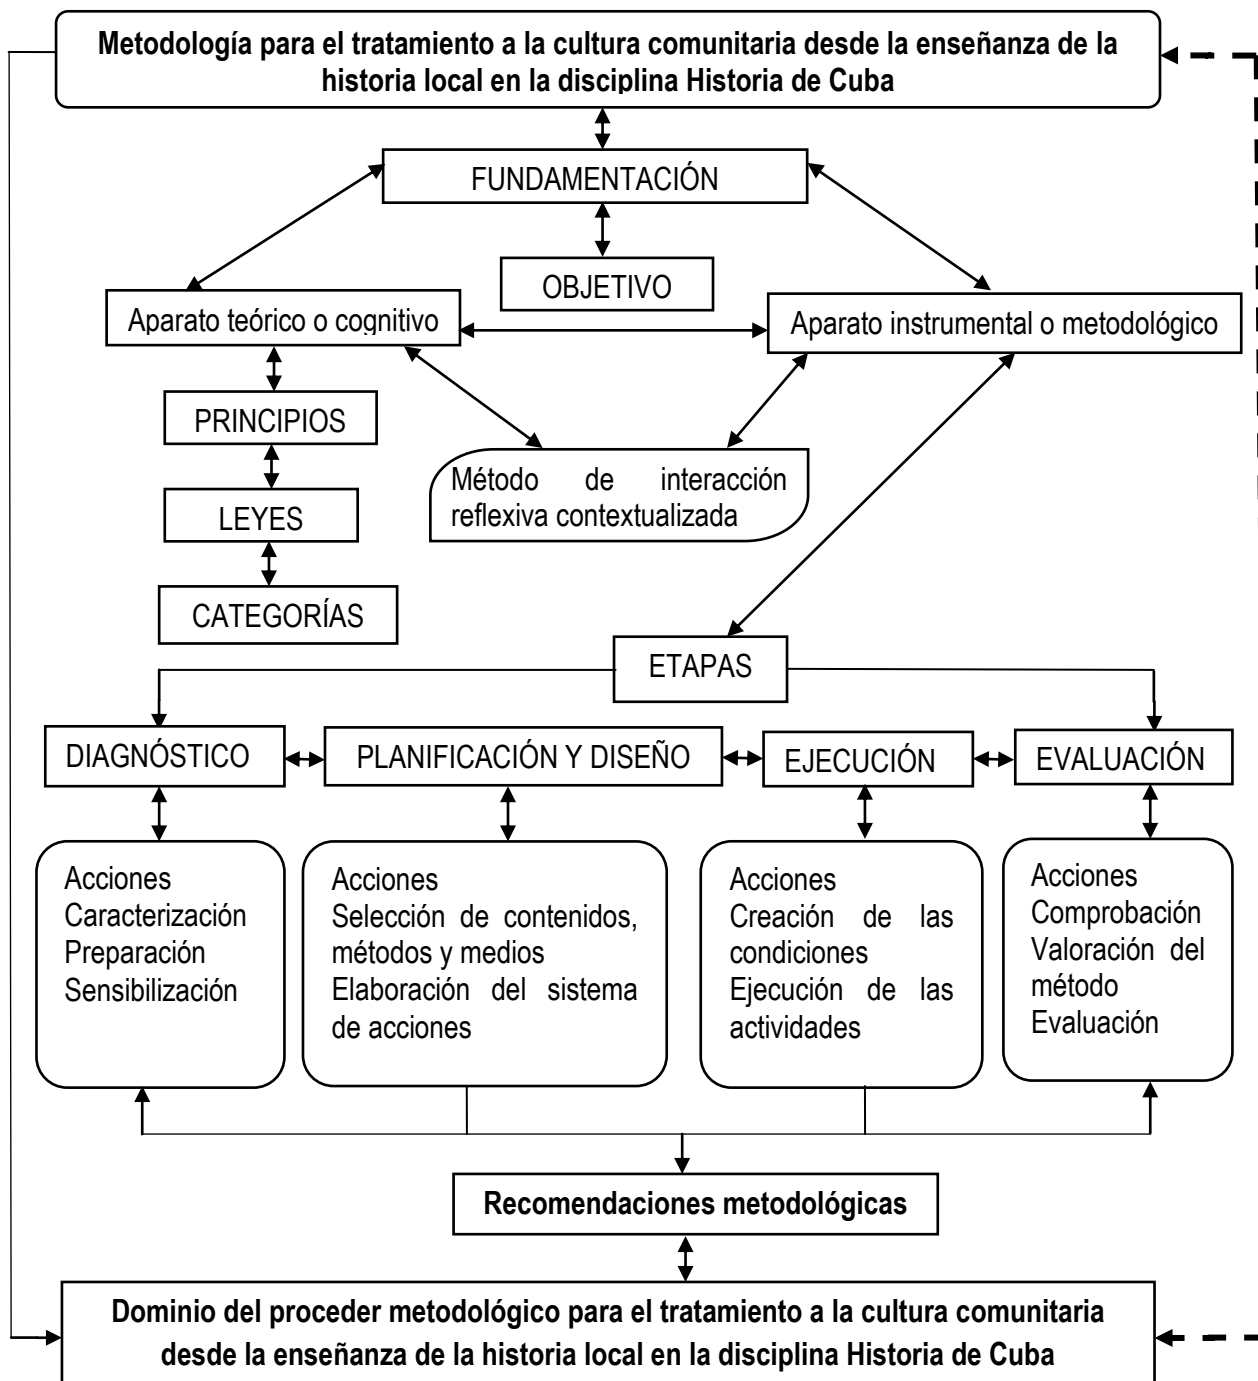 Metodología para el tratamiento a la cultura comunitaria desde la enseñanza de la
historia local en la disciplina Historia de Cuba
FUNDAMENTACIÓN
OBJETIVO
Aparato teórico o cognitivo
Aparato instrumental o metodológico
PRINCIPIOS
Método de interacción
reflexiva contextualizada
LEYES
CATEGORÍAS
ETAPAS
DIAGNÓSTICO
PLANIFICACIÓN Y DISEÑO
EJECUCIÓN
EVALUACIÓN
Acciones
Caracterización
Preparación
Sensibilización
Acciones
Selección de contenidos,
métodos y medios
Elaboración del sistema
de acciones
Acciones
Creación de las
condiciones
Ejecución de las
actividades
Acciones
Comprobación
Valoración del
método
Evaluación
Recomendaciones metodológicas
Dominio del proceder metodológico para el tratamiento a la cultura comunitaria
desde la enseñanza de la historia local en la disciplina Historia de Cuba